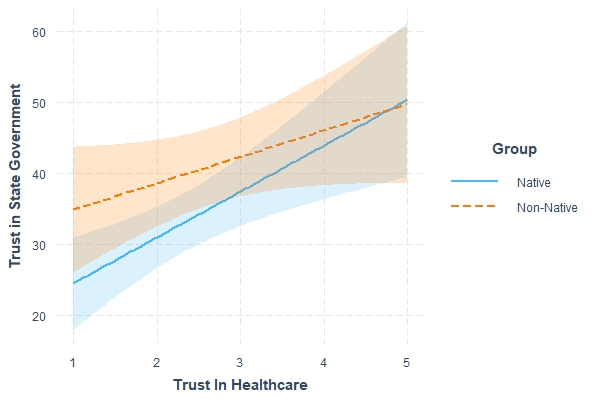 60
50
40
30
20
Trust in State Government
1 2 3 4 5
Trust In Healthcare
Group
Native
Non-Native